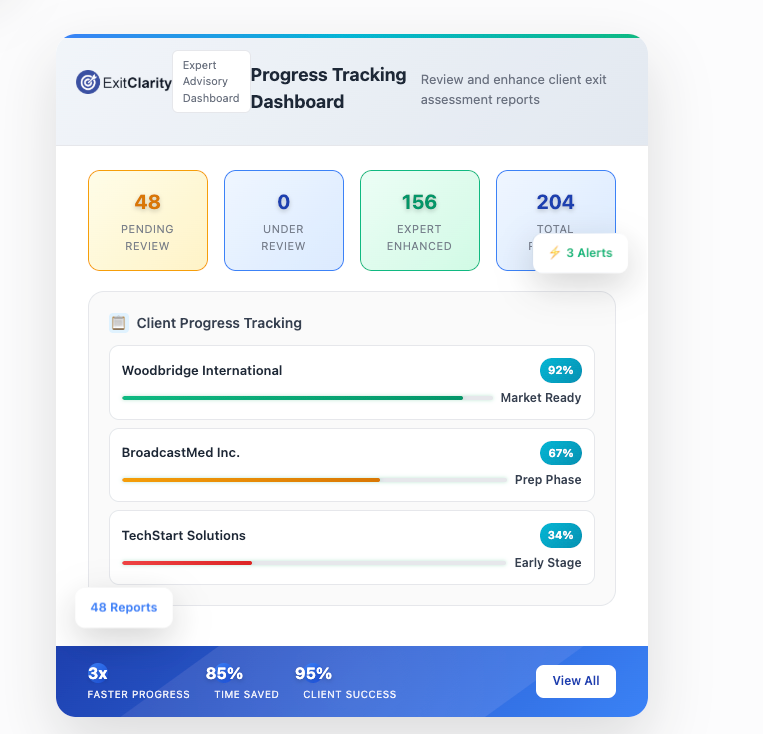 ExitClarity
Expert
Advisory
Dashboard
Progress Tracking
Dashboard
Review and enhance client exit
assessment reports
48
PENDING
REVIEW
0
UNDER
REVIEW
156
EXPERT
ENHANCED
204
TOTAL
⚡ 3 Alerts
Client Progress Tracking
Woodbridge International
92%
Market Ready
BroadcastMed Inc.
67%
Prep Phase
TechStart Solutions
34%
Early Stage
48 Reports
3x
FASTER PROGRESS
85%
TIME SAVED
95%
CLIENT SUCCESS
View All